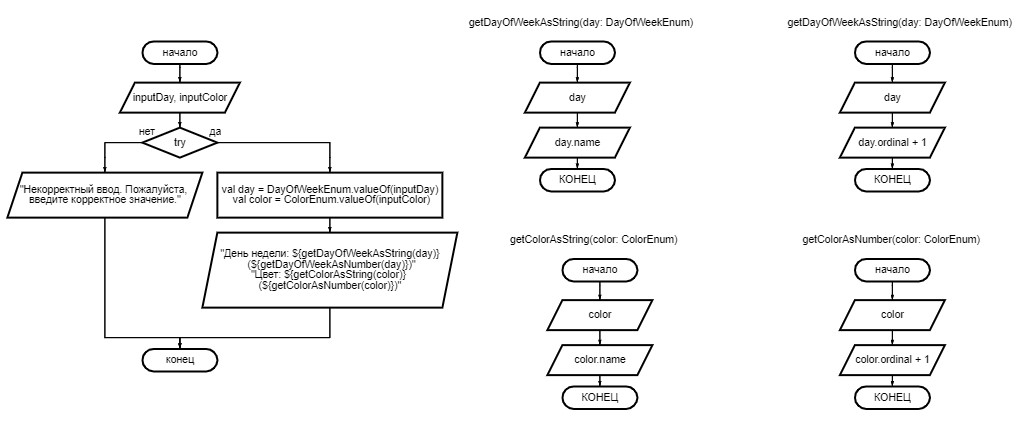 начало
inputDay, inputColor
нет
да
try
"Некорректный ввод. Пожалуйста,
введите корректное значение."
val day = DayOfWeekEnum.valueOf(inputDay)
val color = ColorEnum.valueOf(inputColor)
"День недели: ${getDayOfWeekAsString(day)}
(${getDayOfWeekAsNumber(day)})"
"Цвет: ${getColorAsString(color)}
(${getColorAsNumber(color)})"
конец
getDayOfWeekAsString(day: DayOfWeekEnum)
начало
day
day.name
КОНЕЦ
getDayOfWeekAsString(day: DayOfWeekEnum)
начало
day
day.ordinal + 1
КОНЕЦ
getColorAsString(color: ColorEnum)
начало
color
color.name
КОНЕЦ
getColorAsNumber(color: ColorEnum)
начало
color
color.ordinal + 1
КОНЕЦ